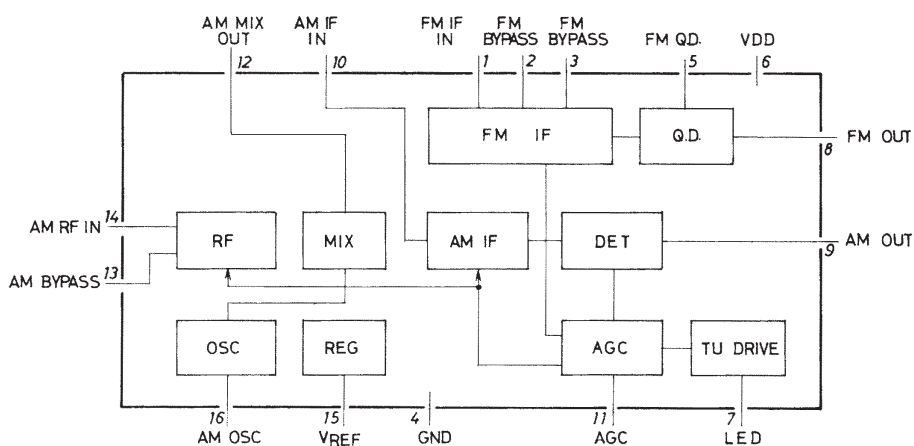 AM MIX
OUT
AM IF
IN
FM IF
IN
FM
BYPASS
FM
BYPASS
FM Q.D.
VDD
12
10
1
2
3
5
6
FM IF
Q.D.
8
FM OUT
AM RF IN
14
RF
MIX
AM IF
DET
9
AM OUT
AM BYPASS
13
OSC
REG
AGC
TU DRIVE
16
15
4
11
7
AM OSC
VREF
GND
AGC
LED